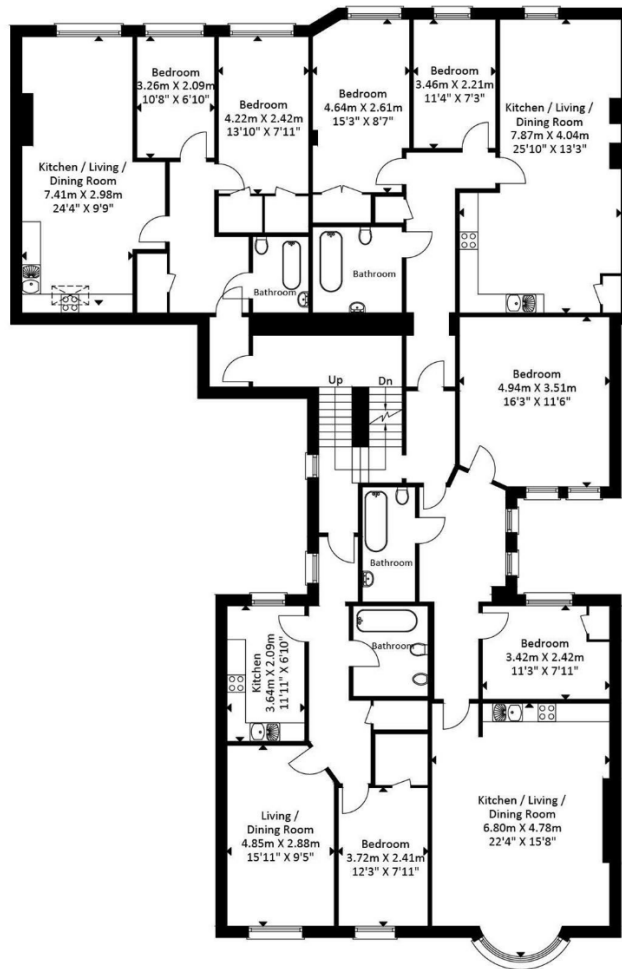 Bedroom
3.26m X 2.09m
10'8" X 6'10"
Bedroom
4.22m X 2.42m
13'10" X 7'11"
Bedroom
4.64m X 2.61m
15'3" X 8'7"
Bedroom
3.46m X 2.21m
11'4" X 7'3"
Kitchen / Living /
Dining Room
7.87m X 4.04m
25'10" X 13'3"
Kitchen / Living /
Dining Room
7.41m X 2.98m
24'4" X 9'9"
Bathroom
Bathroom
Up
Dn
Bedroom
4.94m X 3.51m
16'3" X 11'6"
Bathroom
Kitchen
3.64m X 2.09m
11'11" X 6'10"
Bathroom
Bedroom
3.42m X 2.42m
11'3" X 7'11"
Living /
Dining Room
4.85m X 2.88m
15'11" X 9'5"
Bedroom
3.72m X 2.41m
12'3" X 7'11"
Kitchen / Living /
Dining Room
6.80m X 4.78m
22'4" X 15'8"